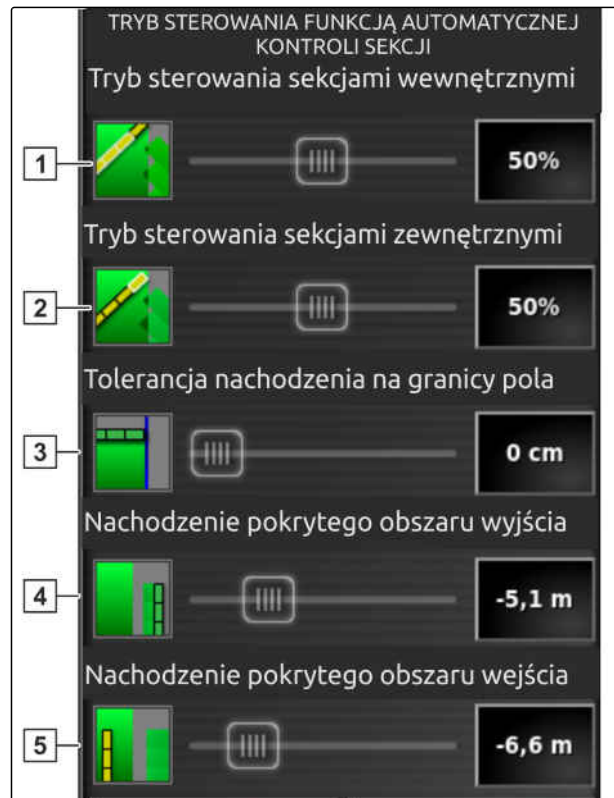 TRYB STEROWANIA FUNKCJĄ AUTOMATYCZNEJ
KONTROLI SEKCJI
Tryb sterowania sekcjami wewnętrznymi
1
50%
Tryb sterowania sekcjami zewnętrznymi
2
50%
Tolerancja nachodzenia na granicy pola
3
0 cm
Nachodzenie pokrytego obszaru wyjścia
4
-5,1 m
Nachodzenie pokrytego obszaru wejścia
5
-6,6 m